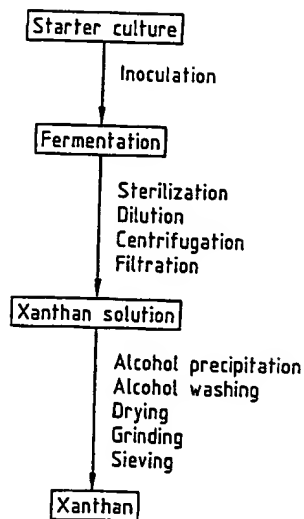 Starter culture
Inoculation
Fermentation
Sterilization
Dilution
Centrifugation
Filtration
Xanthan solution
Alcohol precipitation
Alcohol washing
Drying
Grinding
Sieving
Xanthan